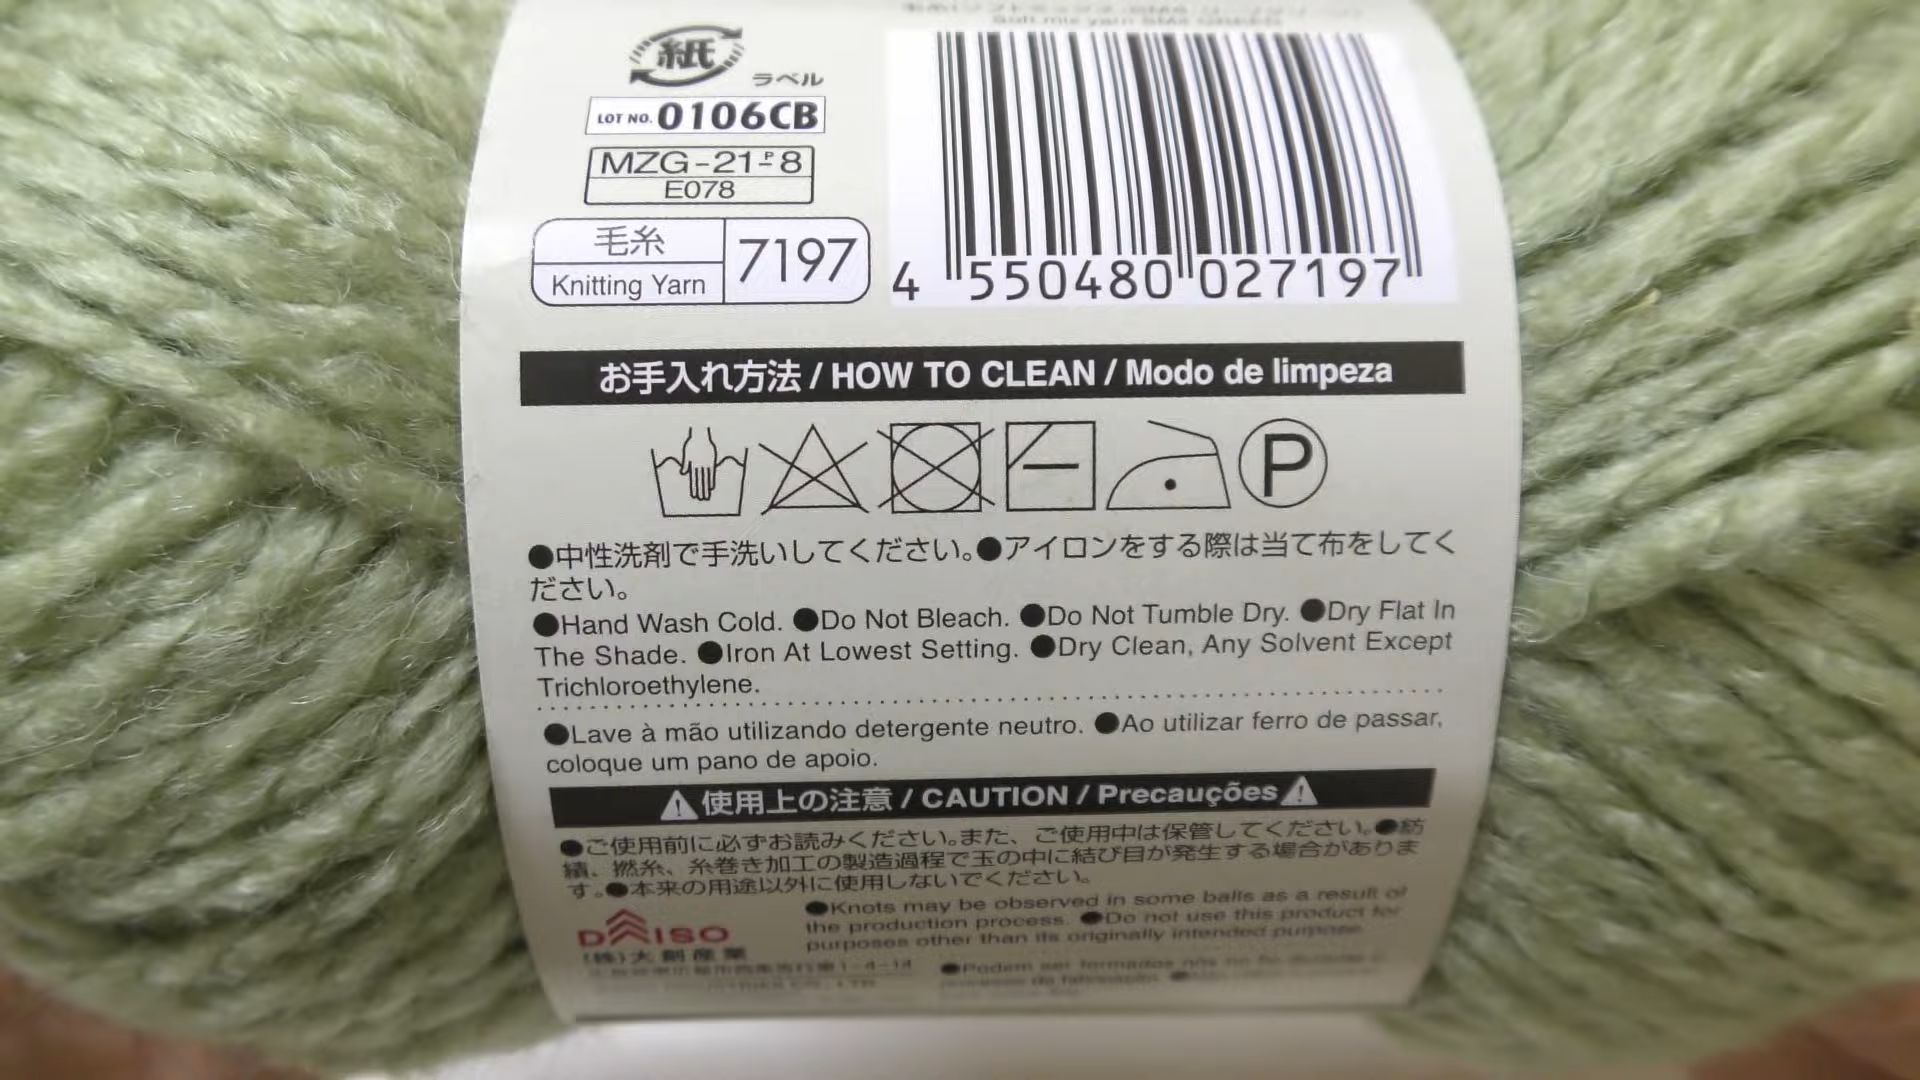 紙
ラベル
LOT NO. 0106CB
MZG-21-P8
E078
毛糸
Knitting Yarn
7197
4 550480 027197
お手入れ方法 / HOW TO CLEAN / Modo de limpeza
P
●中性洗剤で手洗いしてください。●アイロンをする際は当て布をしてく
ださい。
●Hand Wash Cold. ●Do Not Bleach. ●Do Not Tumble Dry. ●Dry Flat In
The Shade. ●Iron At Lowest Setting. ●Dry Clean, Any Solvent Except
Trichloroethylene.
●Lave à mão utilizando detergente neutro. ●Ao utilizar ferro de passar,
coloque um pano de apoio.
使用上の注意 / CAUTION / Precauções
●ご使用前に必ずお読みください。また、ご使用中は保管してください。●紡
績、撚糸、糸巻き加工の製造過程で玉の中に結び目が発生する場合がありま
す。●本来の用途以外に使用しないでください。
●Knots may be observed in some balls as a result of
the production process. ●Do not use this product for
purposes other than its originally intended purpose.
DAISO
(株)大創産業
●Podem ser formados nós no